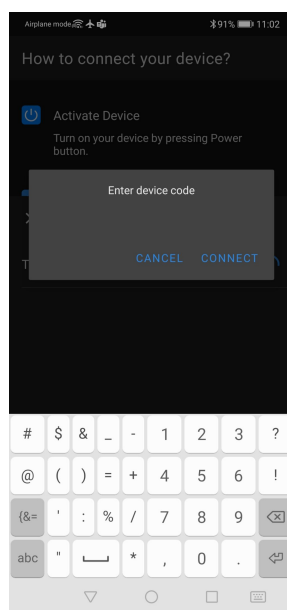 Airplane mode 91% 11:02
How to connect your device?
Activate Device
Turn on your device by pressing Power
button.
Enter device code
T
CANCEL CONNECT
# $ & _ - 1 2 3 ?
@ ( ) = + 4 5 6 !
{&= ' : % / 7 8 9
abc " * , 0 .